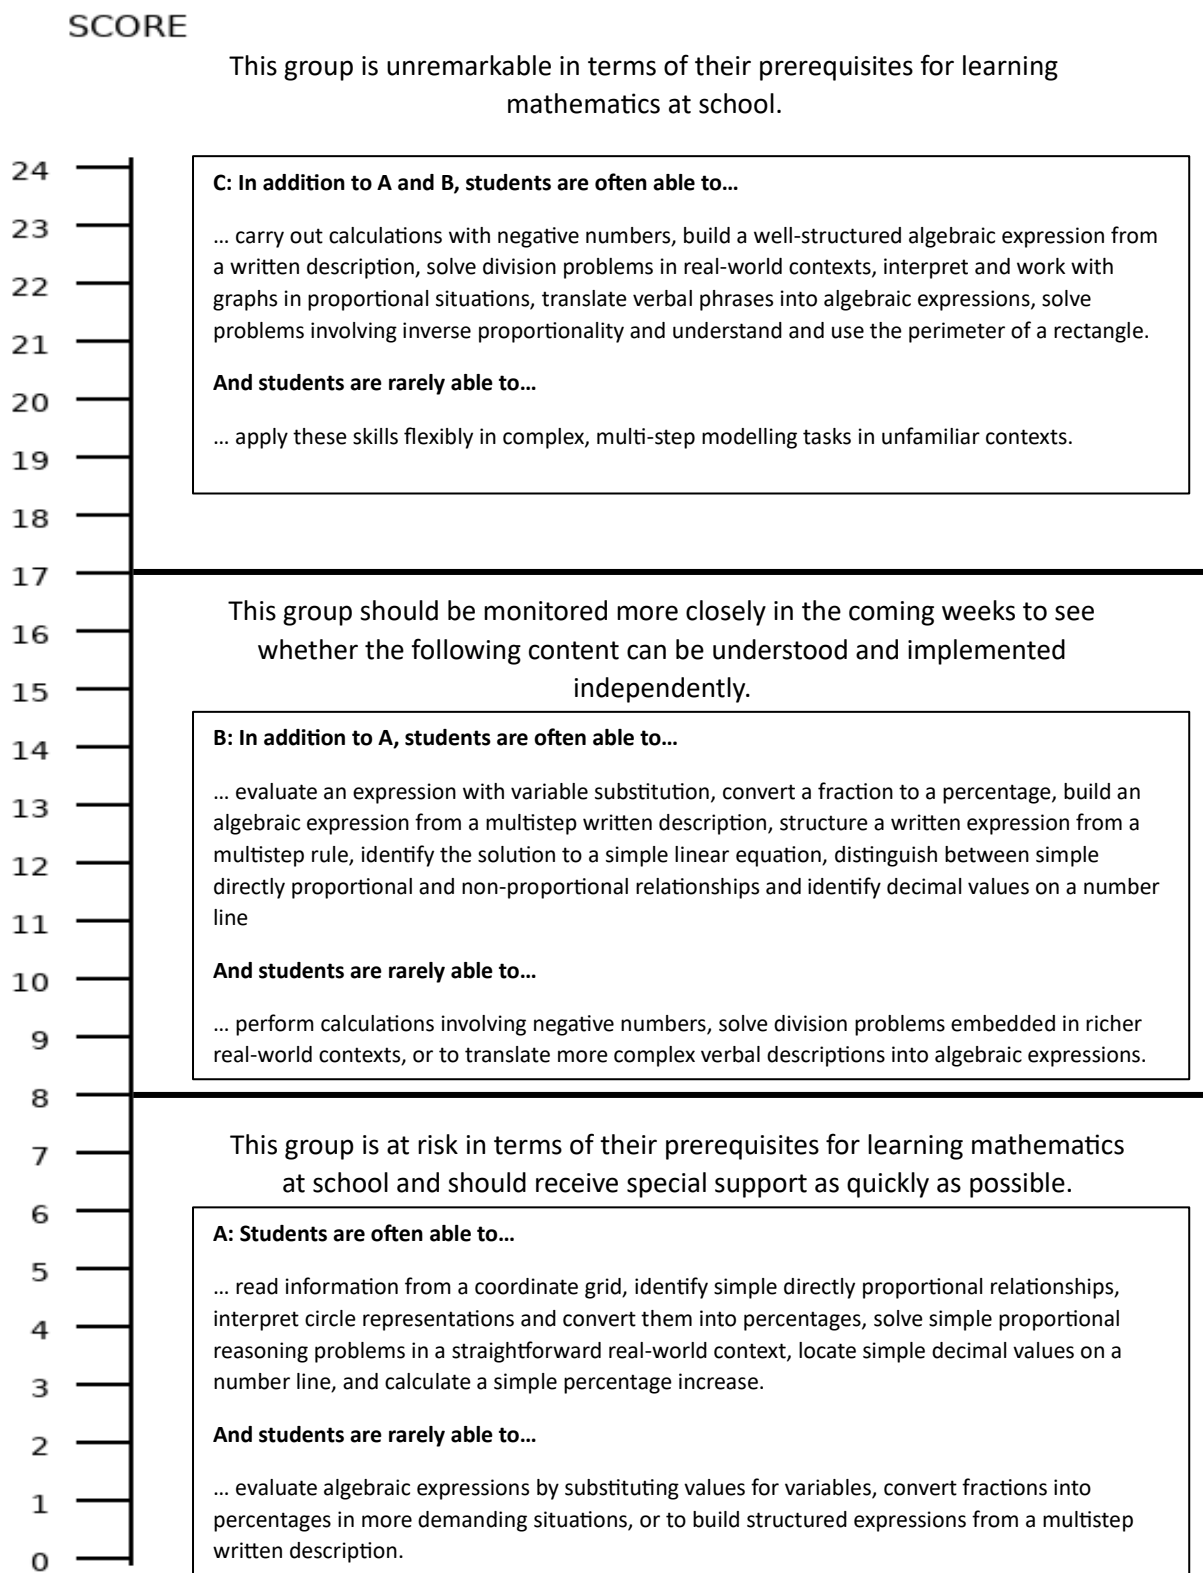 SCORE
This group is unremarkable in terms of their prerequisites for learning
mathematics at school.
24
C: In addition to A and B, students are often able to…
23
… carry out calculations with negative numbers, build a well-structured algebraic expression from
a written description, solve division problems in real-world contexts, interpret and work with
22
graphs in proportional situations, translate verbal phrases into algebraic expressions, solve
problems involving inverse proportionality and understand and use the perimeter of a rectangle.
21
And students are rarely able to…
20
… apply these skills flexibly in complex, multi-step modelling tasks in unfamiliar contexts.
19
18
17
This group should be monitored more closely in the coming weeks to see
16
whether the following content can be understood and implemented
independently.
15
B: In addition to A, students are often able to…
14
… evaluate an expression with variable substitution, convert a fraction to a percentage, build an
13
algebraic expression from a multistep written description, structure a written expression from a
multistep rule, identify the solution to a simple linear equation, distinguish between simple
12
directly proportional and non-proportional relationships and identify decimal values on a number
line
11
And students are rarely able to…
10
… perform calculations involving negative numbers, solve division problems embedded in richer
9
real-world contexts, or to translate more complex verbal descriptions into algebraic expressions.
8
This group is at risk in terms of their prerequisites for learning mathematics
7
at school and should receive special support as quickly as possible.
6
A: Students are often able to…
5
… read information from a coordinate grid, identify simple directly proportional relationships,
interpret circle representations and convert them into percentages, solve simple proportional
4
reasoning problems in a straightforward real-world context, locate simple decimal values on a
number line, and calculate a simple percentage increase.
3
And students are rarely able to…
2
… evaluate algebraic expressions by substituting values for variables, convert fractions into
1
percentages in more demanding situations, or to build structured expressions from a multistep
written description.
0